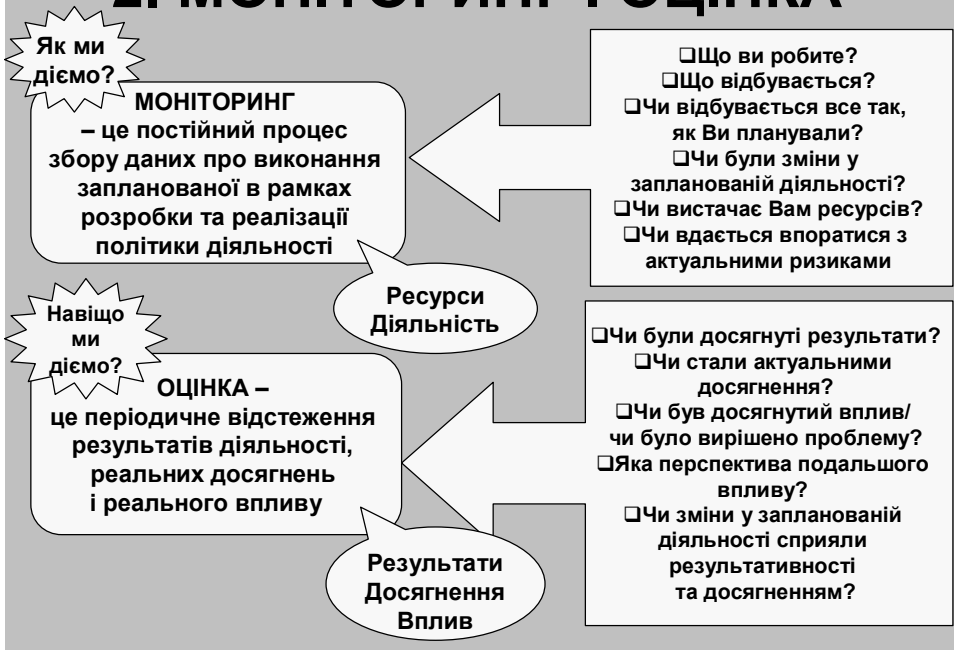 2. МОНІТОРИНГ І ОЦІНКА
Як ми
діємо?
МОНІТОРИНГ
– це постійний процес
збору даних про виконання
запланованої в рамках
розробки та реалізації
політики діяльності
Ресурси
Діяльність
❑Що ви робите?
❑Що відбувається?
❑Чи відбувається все так,
як Ви планували?
❑Чи були зміни у
запланованій діяльності?
❑Чи вистачає Вам ресурсів?
❑Чи вдається впоратися з
актуальними ризиками
Навіщо
ми
діємо?
ОЦІНКА –
це періодичне відстеження
результатів діяльності,
реальних досягнень
і реального впливу
Результати
Досягнення
Вплив
❑Чи були досягнуті результати?
❑Чи стали актуальними
досягнення?
❑Чи був досягнутий вплив/
чи було вирішено проблему?
❑Яка перспектива подальшого
впливу?
❑Чи зміни у запланованій
діяльності сприяли
результативності
та досягненням?